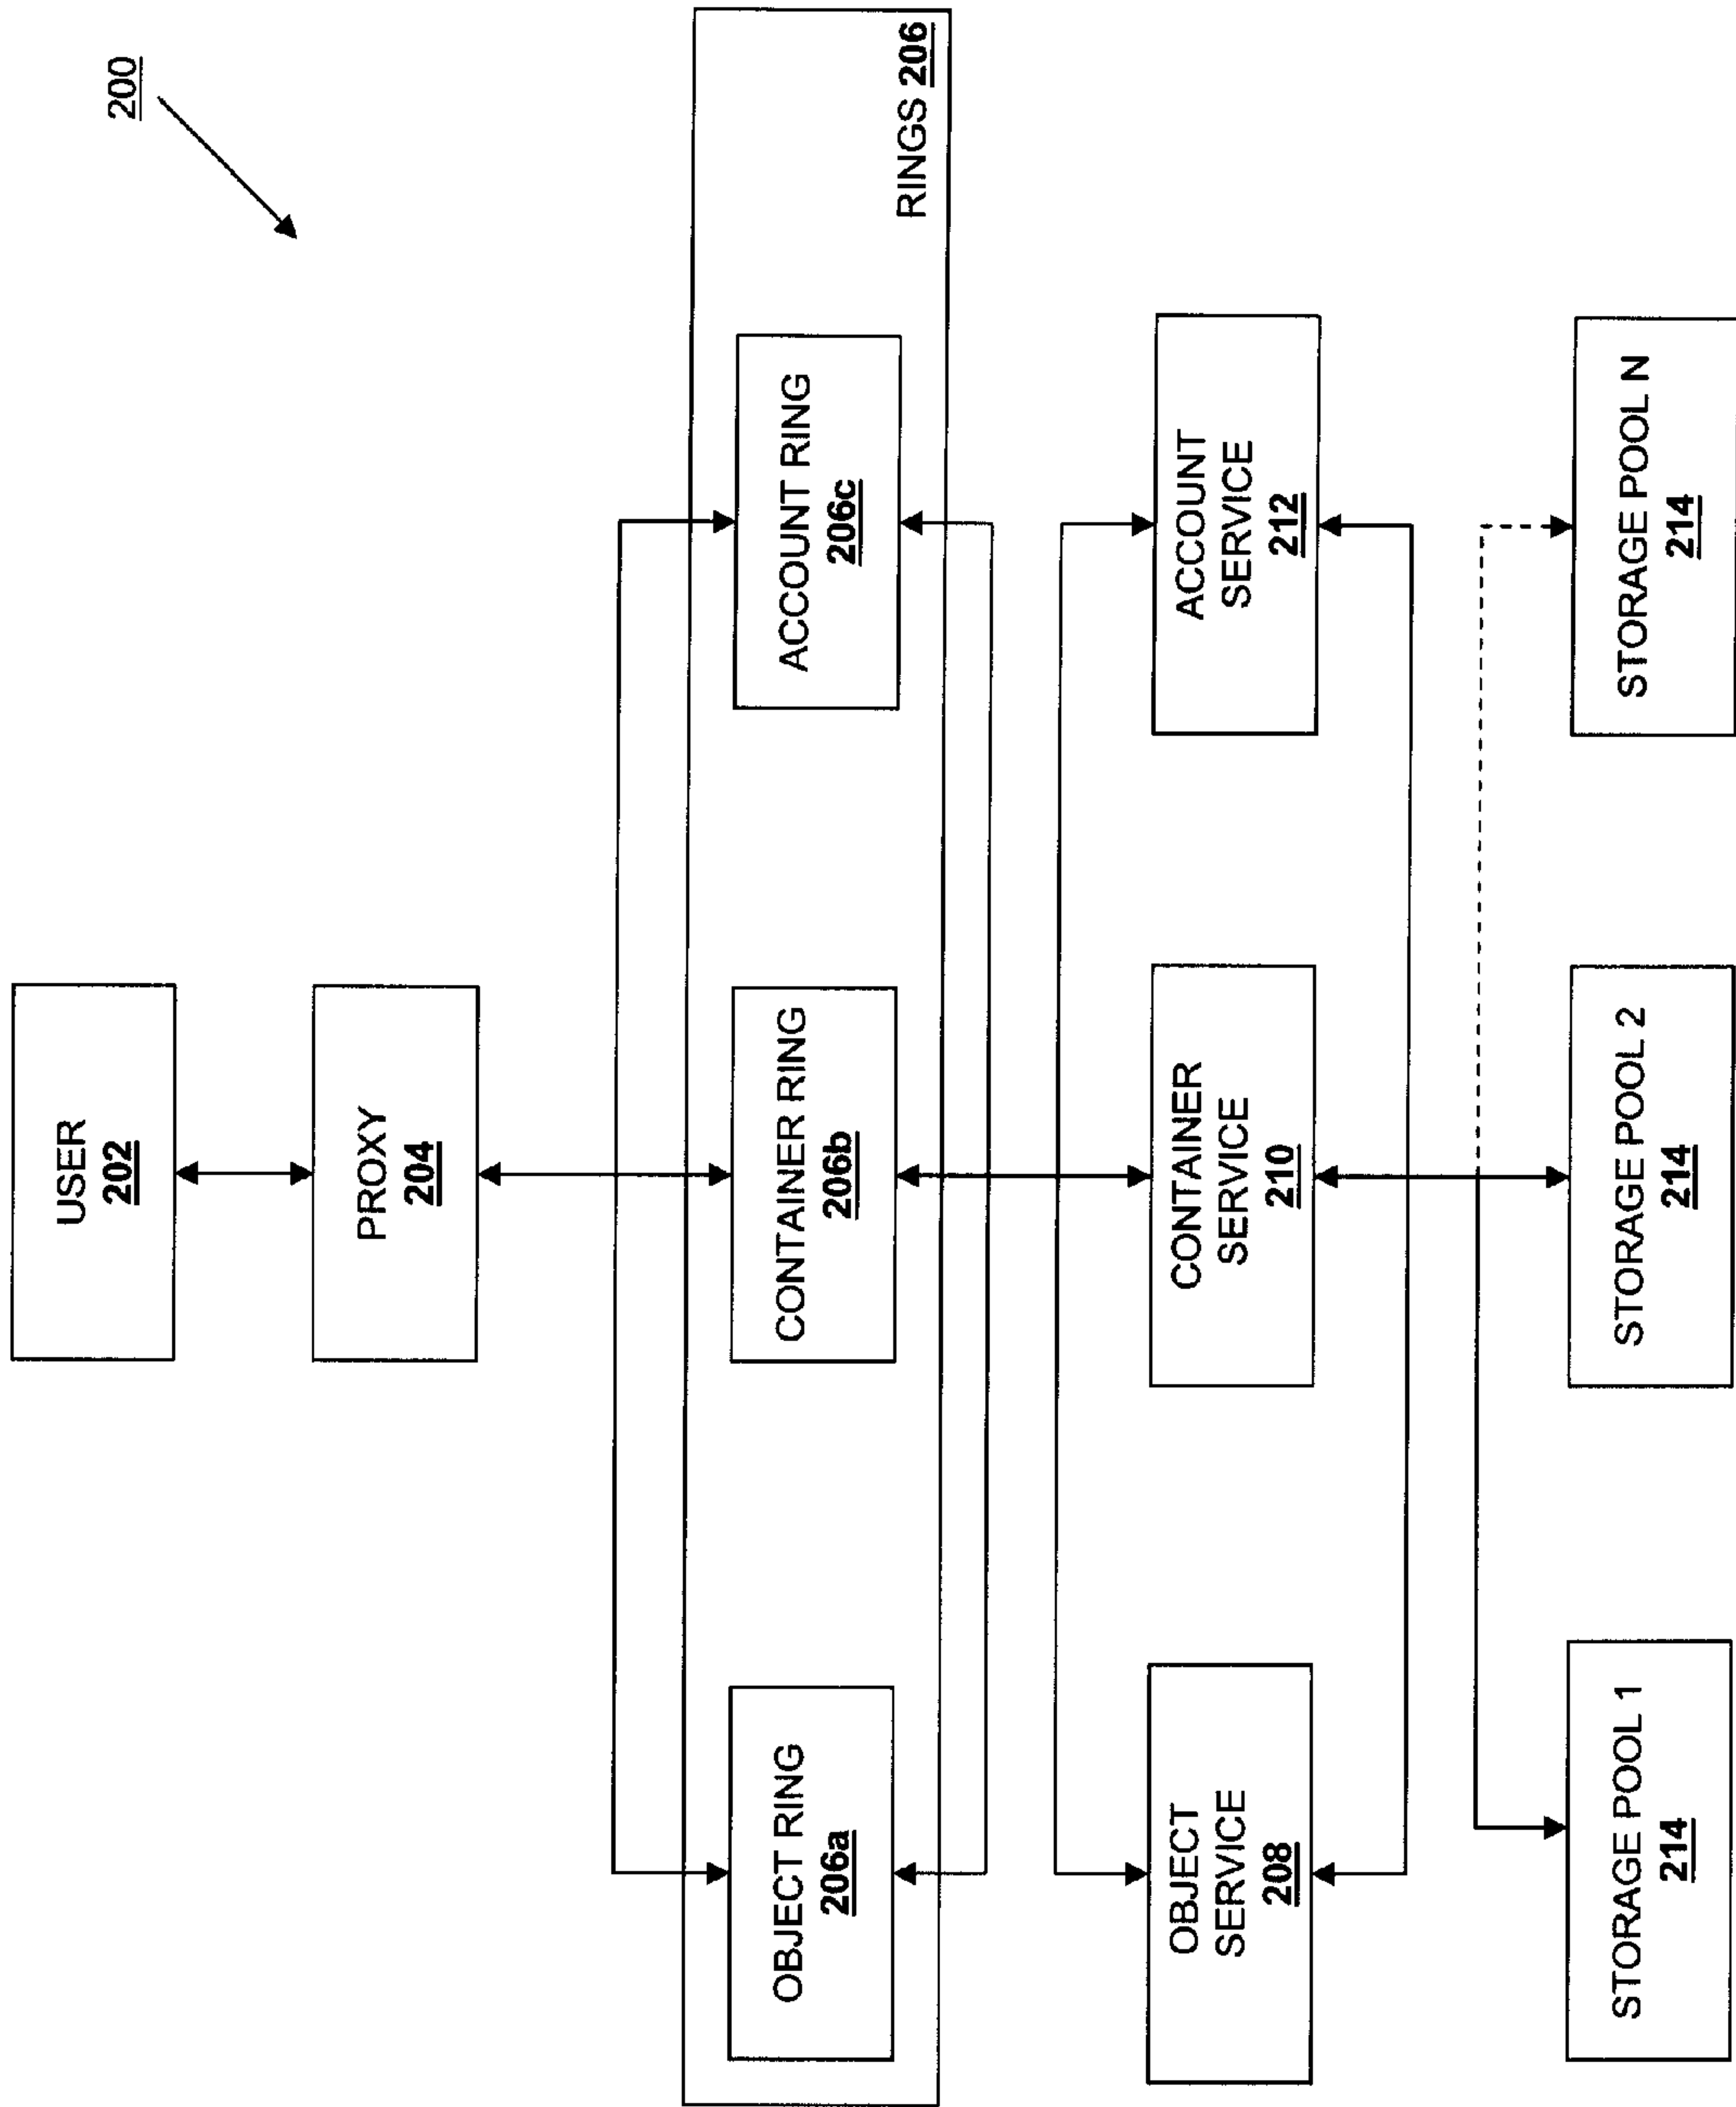 200
USER
202
PROXY
204
RINGS 206
OBJECT RING
206a
CONTAINER RING
206b
ACCOUNT RING
206c
OBJECT
SERVICE
208
CONTAINER
SERVICE
210
ACCOUNT
SERVICE
212
STORAGE POOL 1
214
STORAGE POOL 2
214
STORAGE POOL N
214